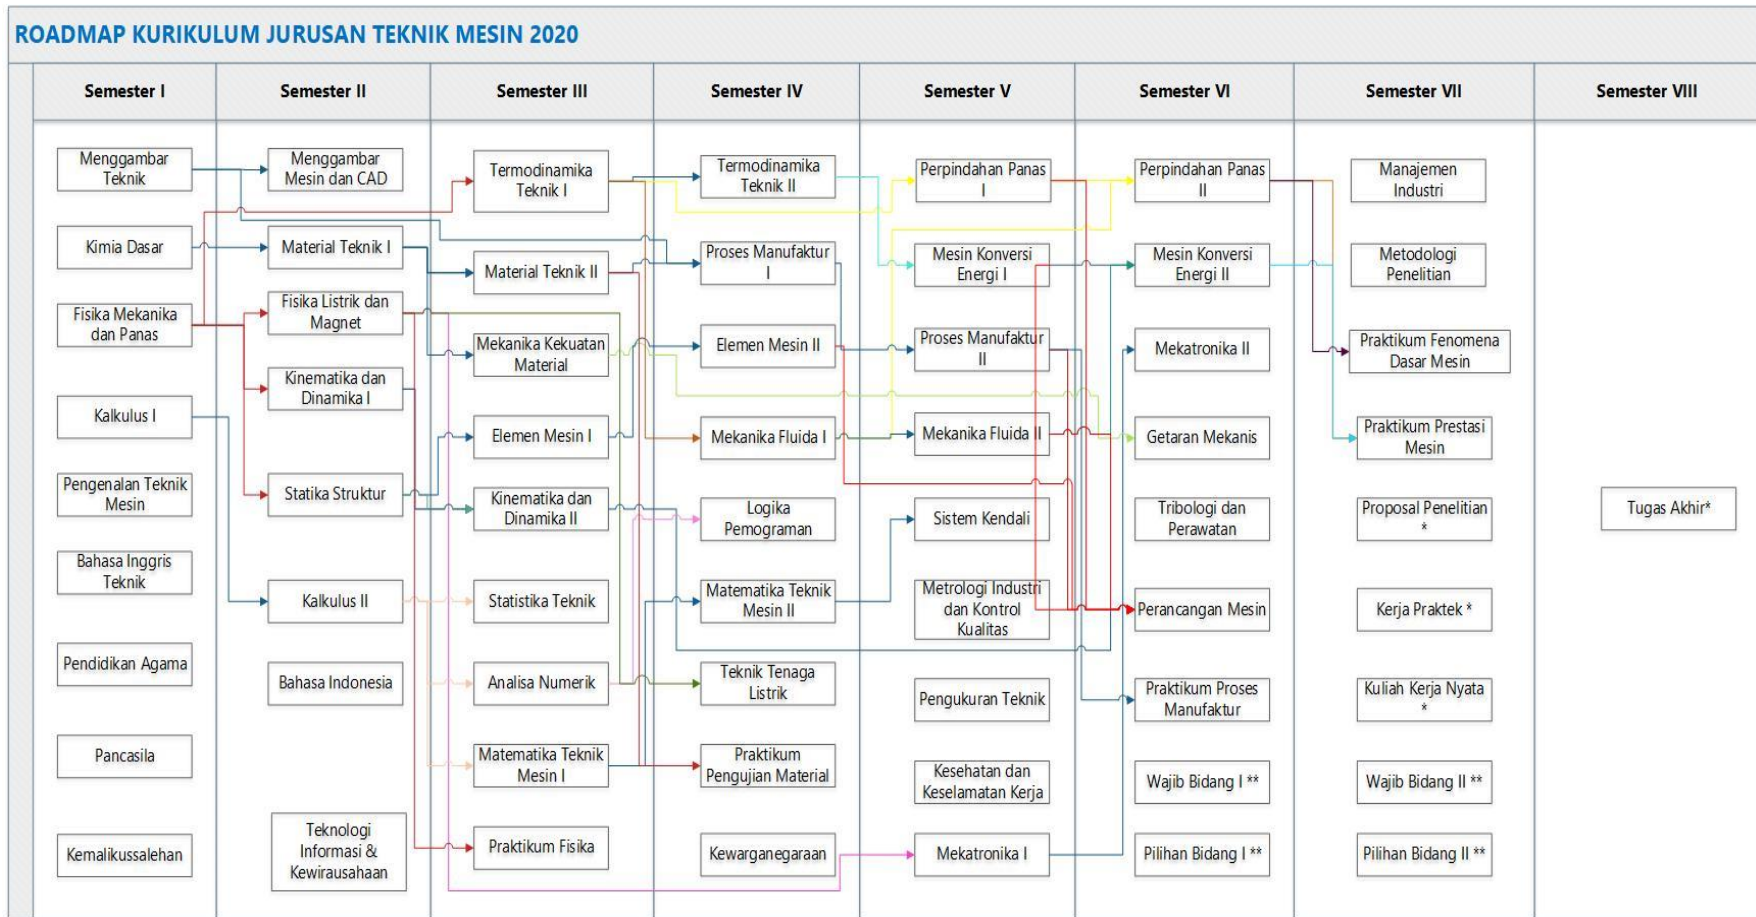 ROADMAP KURIKULUM JURUSAN TEKNIK MESIN 2020
Semester I
Semester II
Semester III
Semester IV
Semester V
Semester VI
Semester VII
Semester VIII
Menggambar
Teknik
Kimia Dasar
Fisika Mekanika
dan Panas
Kalkulus I
Pengenalan Teknik
Mesin
Bahasa Inggris
Teknik
Pendidikan Agama
Pancasila
Kemalikussalehan
Menggambar
Mesin dan CAD
Material Teknik I
Fisika Listrik dan
Magnet
Kinematika dan
Dinamika I
Statika Struktur
Kalkulus II
Bahasa Indonesia
Teknologi
Informasi &
Kewirausahaan
Termodinamika
Teknik I
Material Teknik II
Mekanika Kekuatan
Material
Elemen Mesin I
Kinematika dan
Dinamika II
Statistika Teknik
Analisa Numerik
Matematika Teknik
Mesin I
Praktikum Fisika
Termodinamika
Teknik II
Proses Manufaktur
I
Elemen Mesin II
Mekanika Fluida I
Logika
Pemograman
Matematika Teknik
Mesin II
Teknik Tenaga
Listrik
Praktikum
Pengujian Material
Kewarganegaraan
Perpindahan Panas
I
Mesin Konversi
Energi I
Proses Manufaktur
II
Mekanika Fluida II
Sistem Kendali
Metrologi Industri
dan Kontrol
Kualitas
Pengukuran Teknik
Kesehatan dan
Keselamatan Kerja
Mekatronika I
Perpindahan Panas
II
Mesin Konversi
Energi II
Mekatronika II
Getaran Mekanis
Tribologi dan
Perawatan
Perancangan Mesin
Praktikum Proses
Manufaktur
Wajib Bidang I **
Pilihan Bidang I **
Manajemen
Industri
Metodologi
Penelitian
Praktikum Fenomena
Dasar Mesin
Praktikum Prestasi
Mesin
Proposal Penelitian
*
Kerja Praktek *
Kuliah Kerja Nyata
*
Wajib Bidang II **
Pilihan Bidang II **
Tugas Akhir*